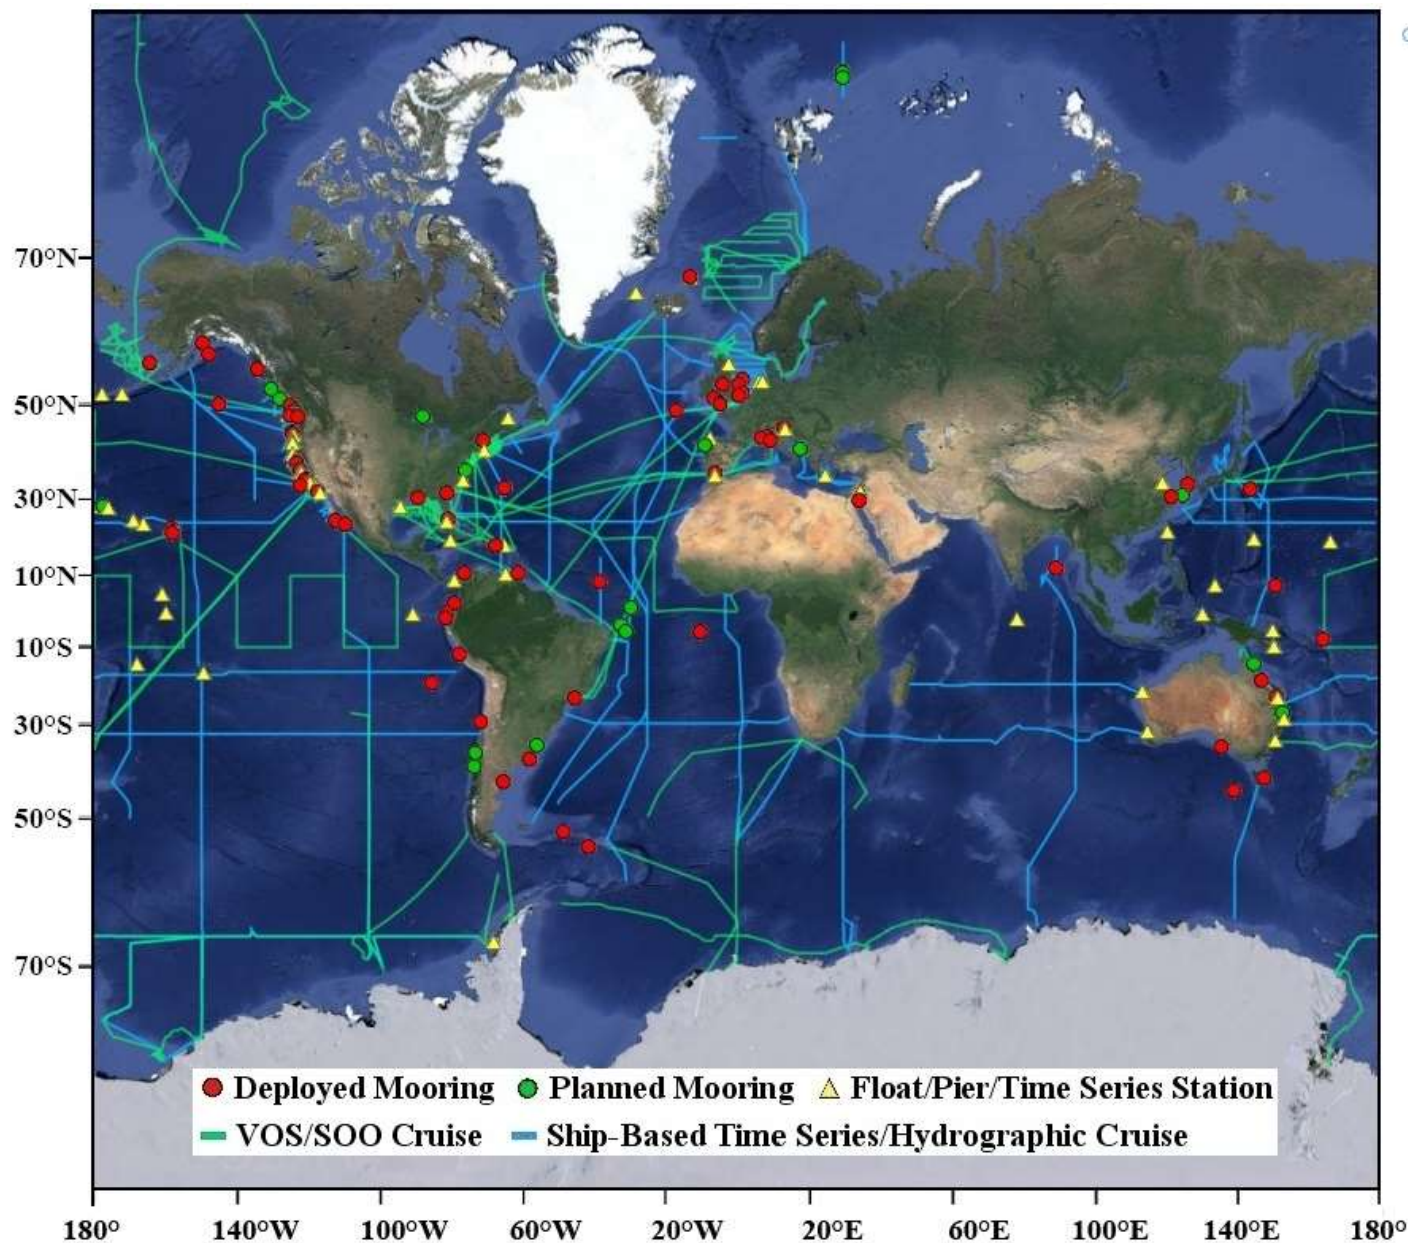 70°N
50°N
30°N
10°N
10°S
30°S
50°S
70°S
Deployed Mooring Planned Mooring Float/Pier/Time Series Station
VOS/SOO Cruise Ship-Based Time Series/Hydrographic Cruise
180° 140°W 100°W 60°W 20°W 20°E 60°E 100°E 140°E 180°